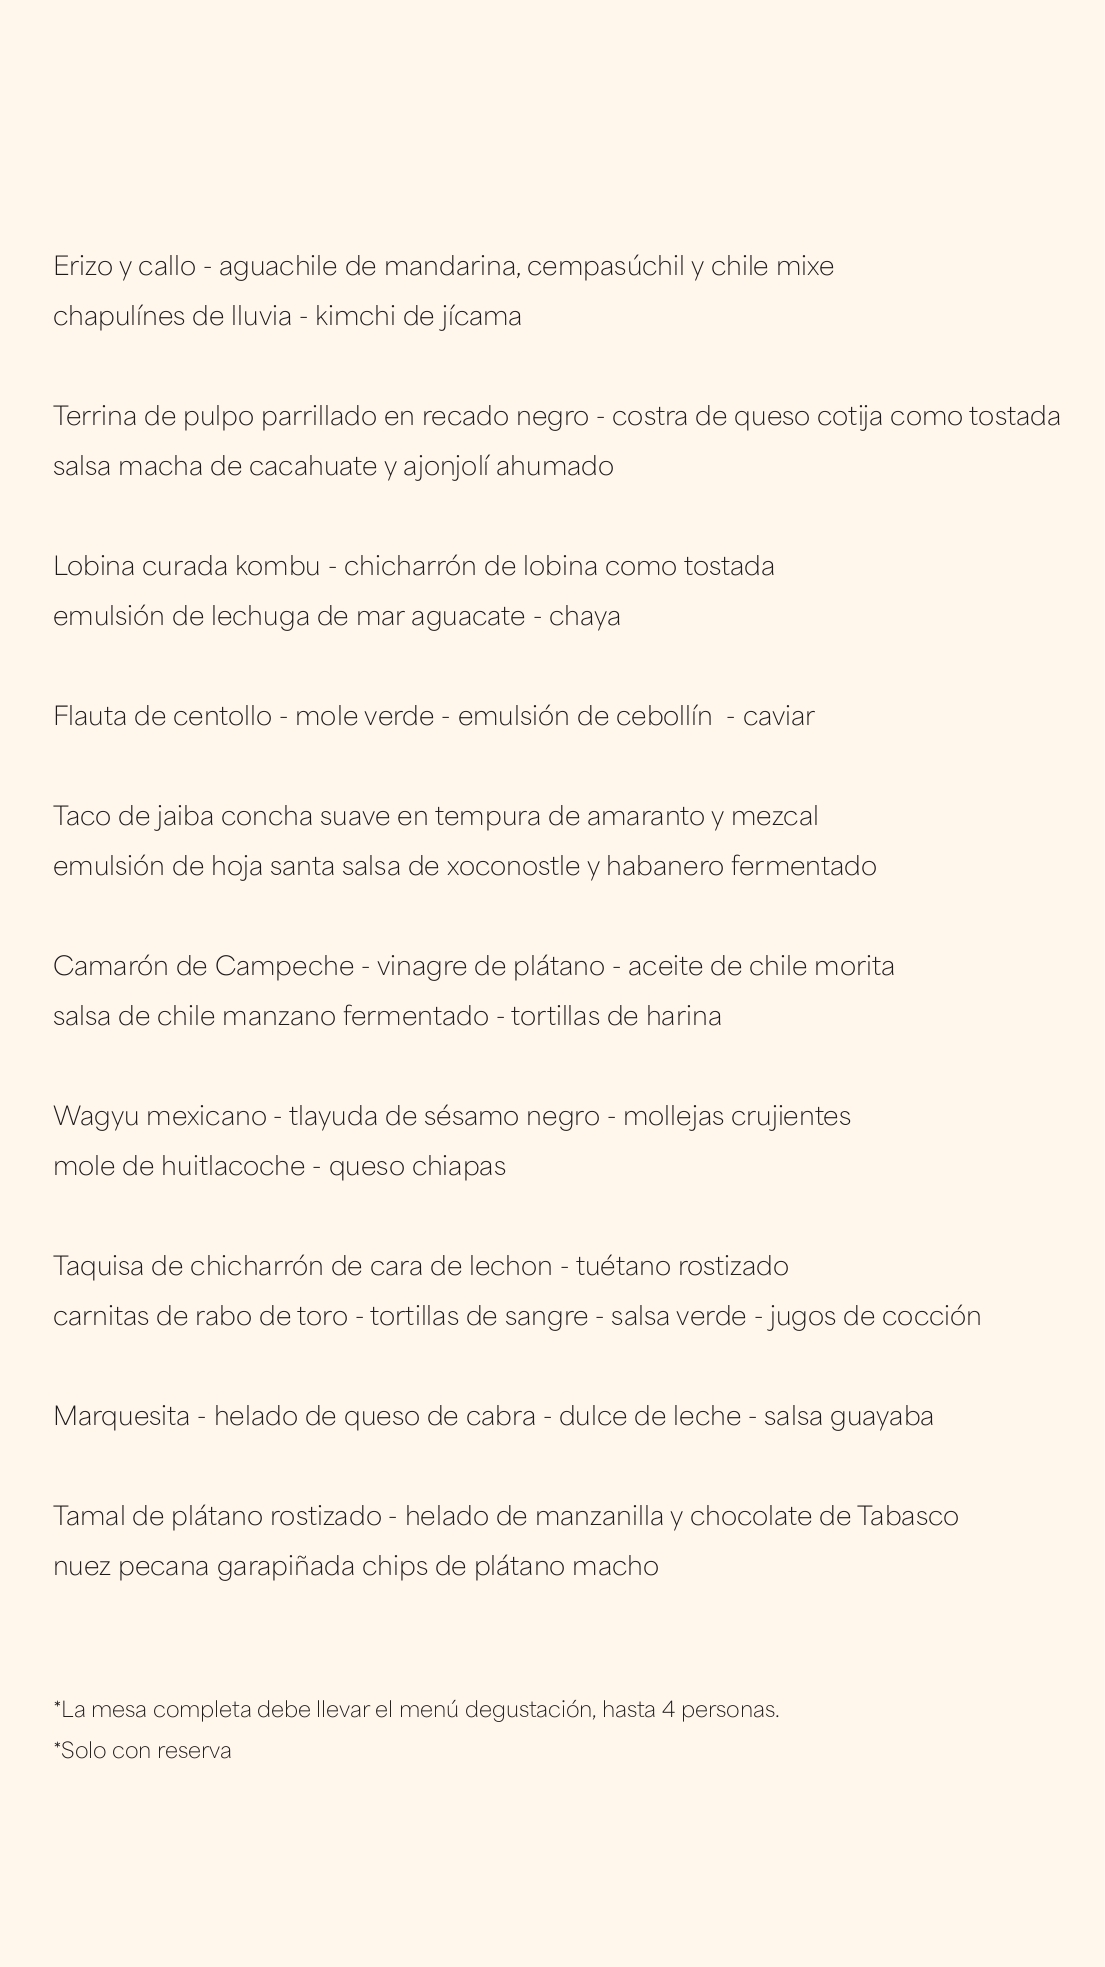 Erizo y callo - aguachile de mandarina, cempasúchil y chile mixe
chapulínes de lluvia - kimchi de jícama
Terrina de pulpo parrillado en recado negro - costra de queso cotija como tostada
salsa macha de cacahuate y ajonjolí ahumado
Lobina curada kombu - chicharrón de lobina como tostada
emulsión de lechuga de mar aguacate - chaya
Flauta de centollo - mole verde - emulsión de cebollín  - caviar
Taco de jaiba concha suave en tempura de amaranto y mezcal
emulsión de hoja santa salsa de xoconostle y habanero fermentado
Camarón de Campeche - vinagre de plátano - aceite de chile morita
salsa de chile manzano fermentado - tortillas de harina
Wagyu mexicano - tlayuda de sésamo negro - mollejas crujientes
mole de huitlacoche - queso chiapas
Taquisa de chicharrón de cara de lechon - tuétano rostizado
carnitas de rabo de toro - tortillas de sangre - salsa verde - jugos de cocción
Marquesita - helado de queso de cabra - dulce de leche - salsa guayaba
Tamal de plátano rostizado - helado de manzanilla y chocolate de Tabasco
nuez pecana garapiñada chips de plátano macho
*La mesa completa debe llevar el menú degustación, hasta 4 personas.
*Solo con reserva